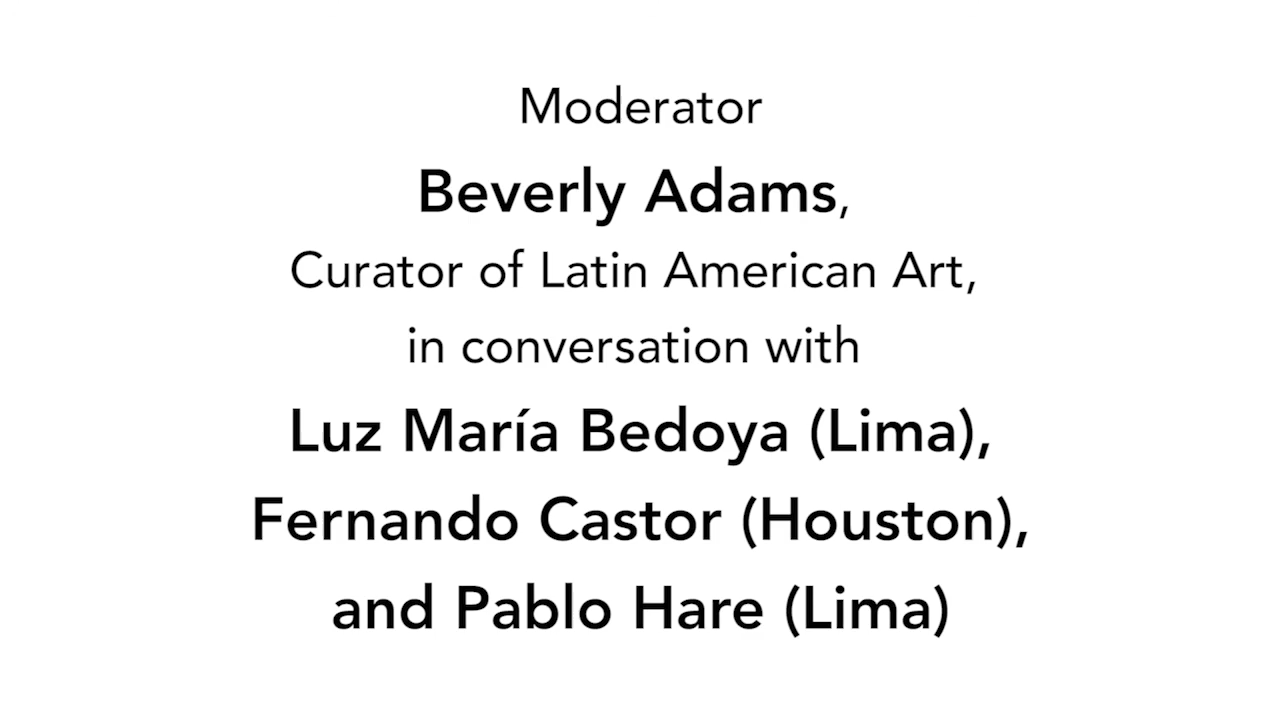 Moderator
Beverly Adams,
Curator of Latin American Art,
in conversation with
Luz María Bedoya (Lima),
Fernando Castor (Houston),
and Pablo Hare (Lima)